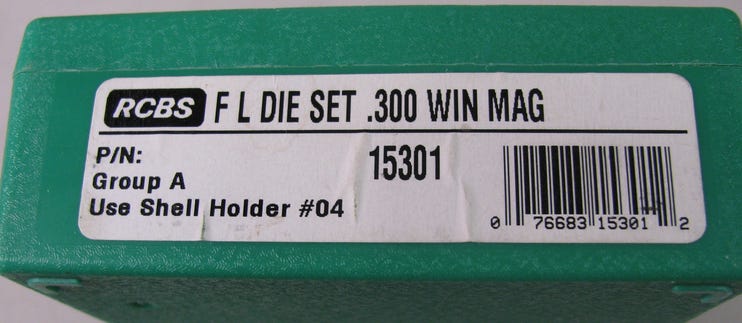 RCBS F L DIE SET .300 WIN MAG
P/N: 15301
Group A
Use Shell Holder #04
0 76683 15301 2